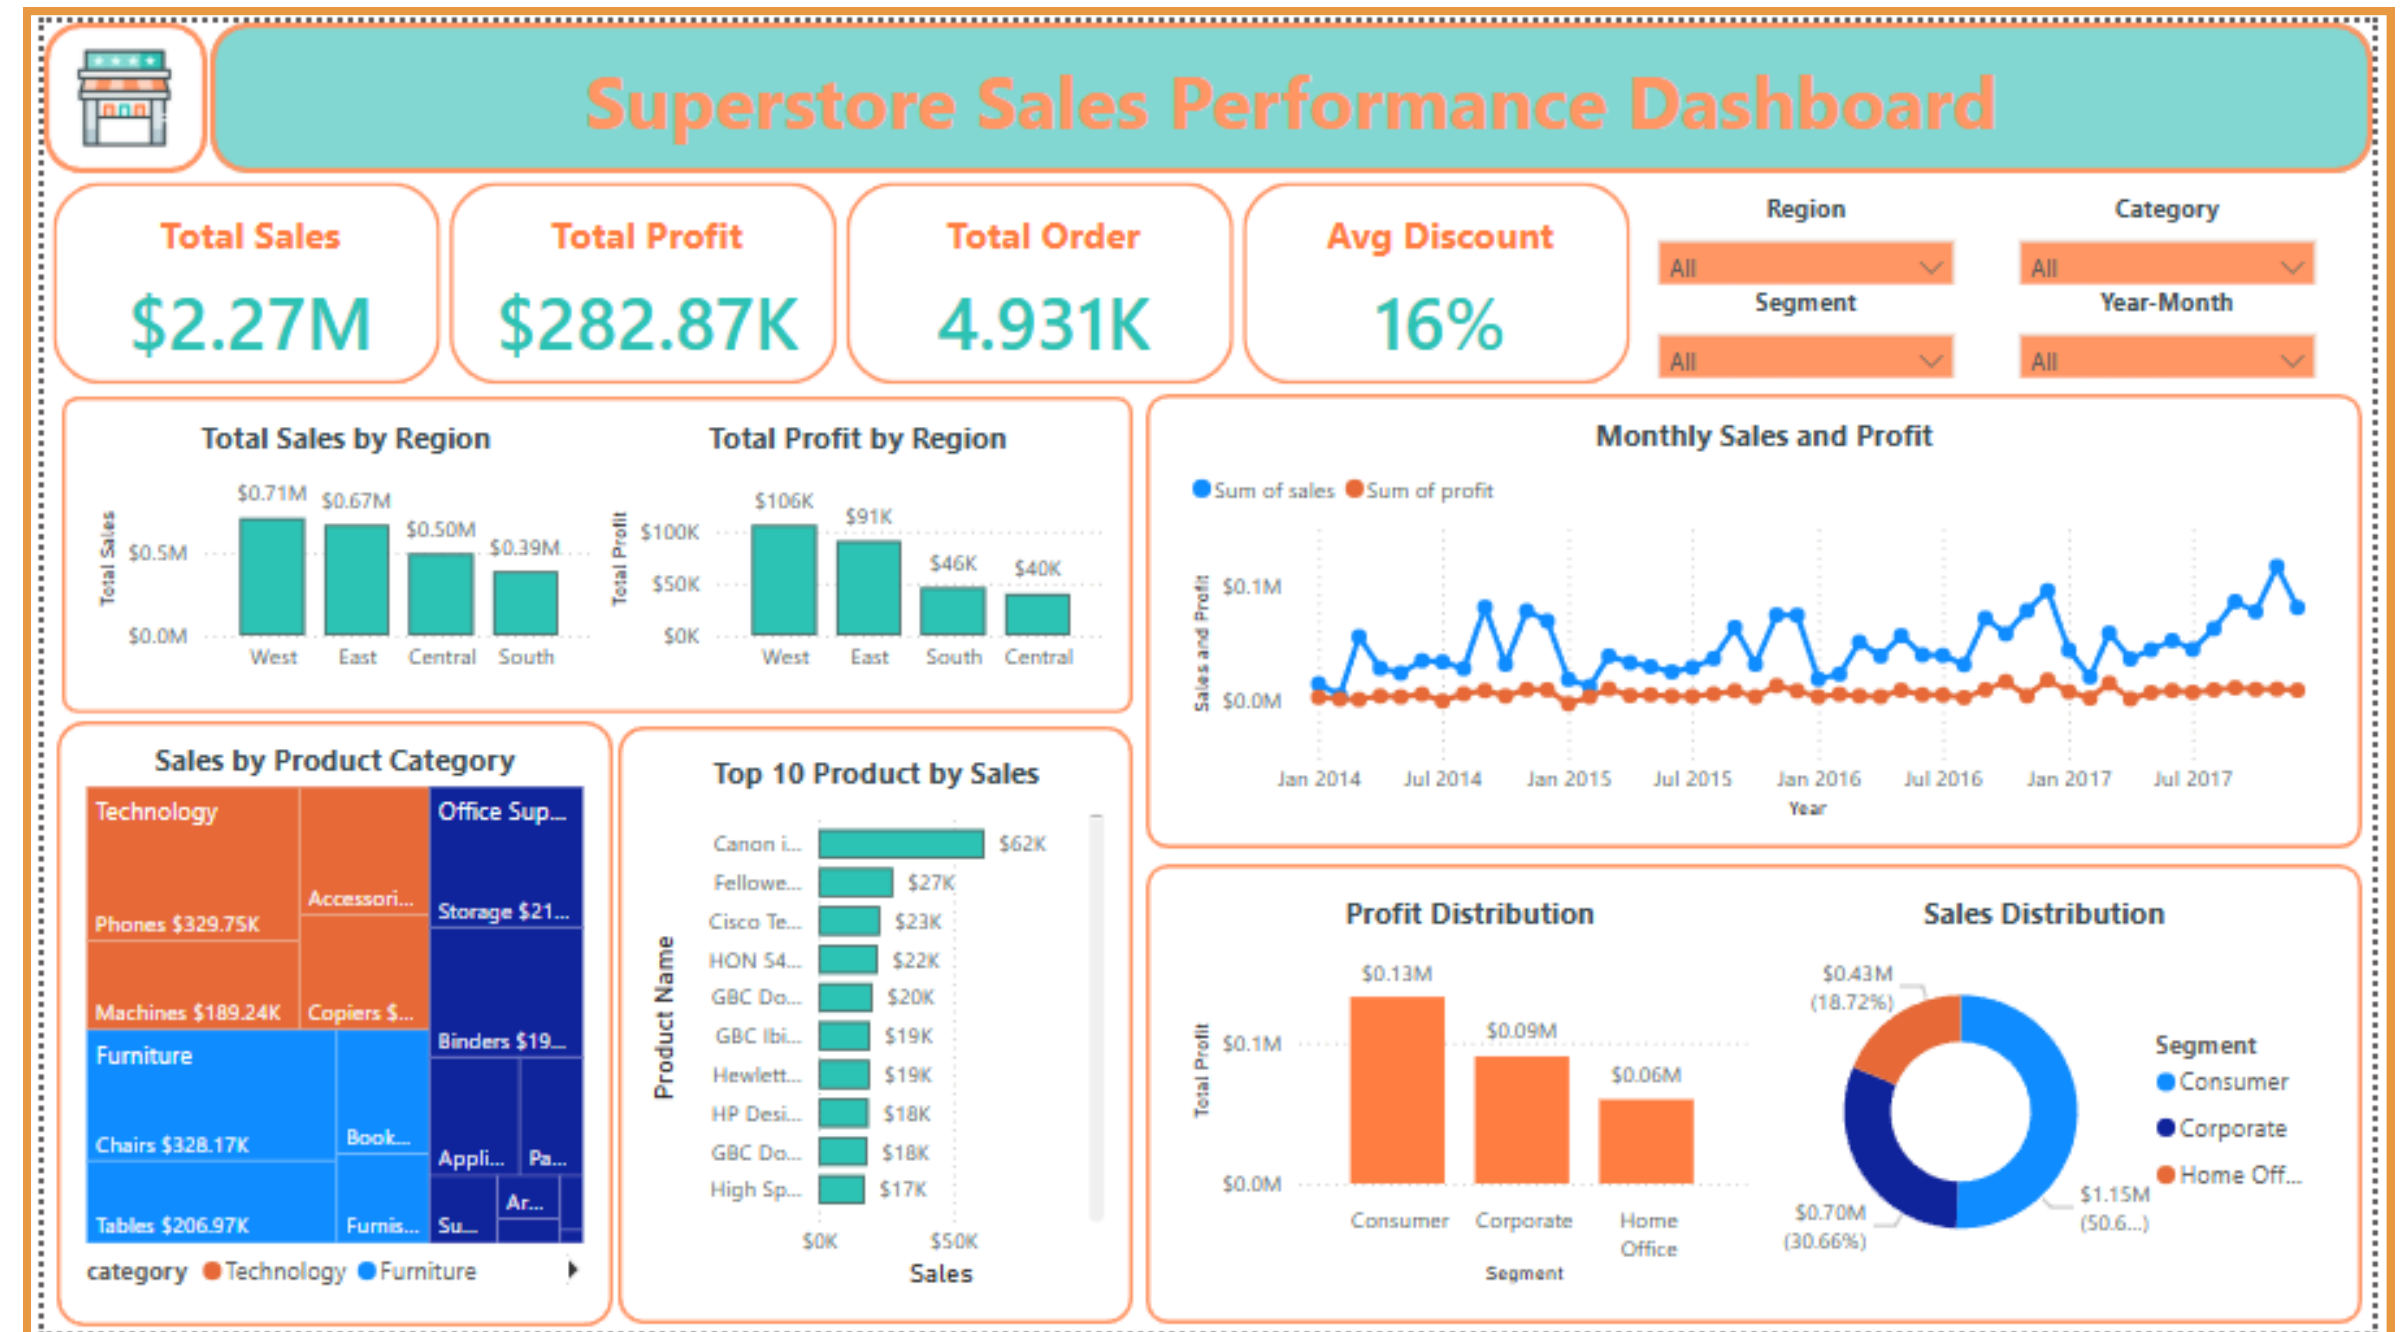 Superstore Sales Performance Dashboard
Total Sales
$2.27M
Total Profit
$282.87K
Total Order
4.931K
Avg Discount
16%
Region
All
Category
All
Segment
All
Year-Month
All
Total Sales by Region
Total Sales
$0.5M
$0.0M
$0.71M
$0.67M
$0.50M
$0.39M
West East Central South
Total Profit by Region
Total Profit
$100K
$50K
$0K
$106K
$91K
$46K
$40K
West East South Central
Monthly Sales and Profit
Sum of sales Sum of profit
Sales and Profit
$0.1M
$0.0M
Jan 2014 Jul 2014 Jan 2015 Jul 2015 Jan 2016 Jul 2016 Jan 2017 Jul 2017
Year
Sales by Product Category
Technology
Phones $329.75K
Accessori...
Machines $189.24K
Copiers $...
Office Sup...
Storage $21...
Binders $19...
Appli...
Pa...
Ar...
Su...
Furniture
Chairs $328.17K
Book...
Tables $206.97K
Furnis...
category Technology Furniture
Top 10 Product by Sales
Product Name
Canon i... $62K
Fellowe... $27K
Cisco Te... $23K
HON 54... $22K
GBC Do... $20K
GBC Ibi... $19K
Hewlett... $19K
HP Desi... $18K
GBC Do... $18K
High Sp... $17K
$0K $50K
Sales
Profit Distribution
Total Profit
$0.1M
$0.0M
$0.13M
$0.09M
$0.06M
Consumer Corporate Home Office
Segment
Sales Distribution
$0.43M
(18.72%)
$0.70M
(30.66%)
$1.15M
(50.6...)
Segment
Consumer
Corporate
Home Off...